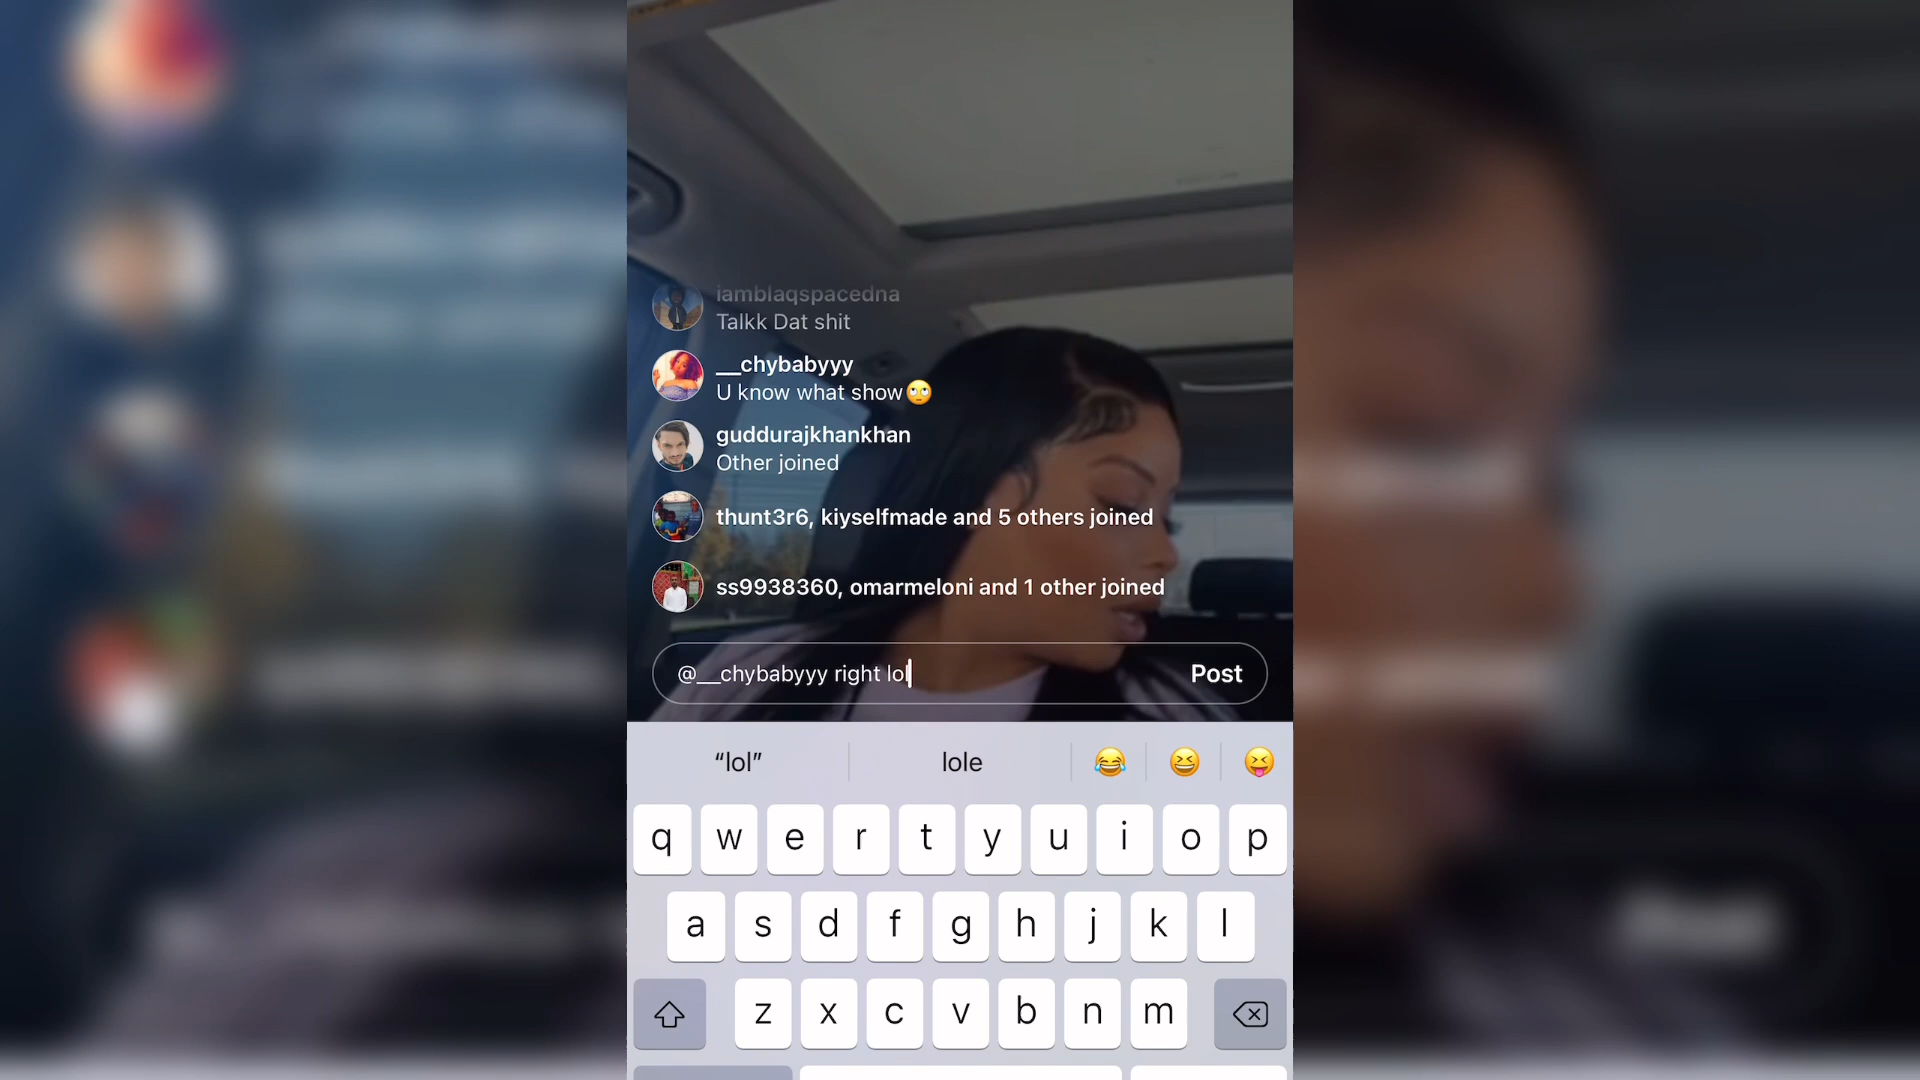 iamblaqspacedna
Talkk Dat shit
__chybabyyy
U know what show🙄
guddurajkhankhan
Other joined
thunt3r6, kiyselfmade and 5 others joined
ss9938360, omarmeloni and 1 other joined
@__chybabyyy right lol
Post
“lol” lole 😂 😆 😝
q w e r t y u i o p
a s d f g h j k l
z x c v b n m